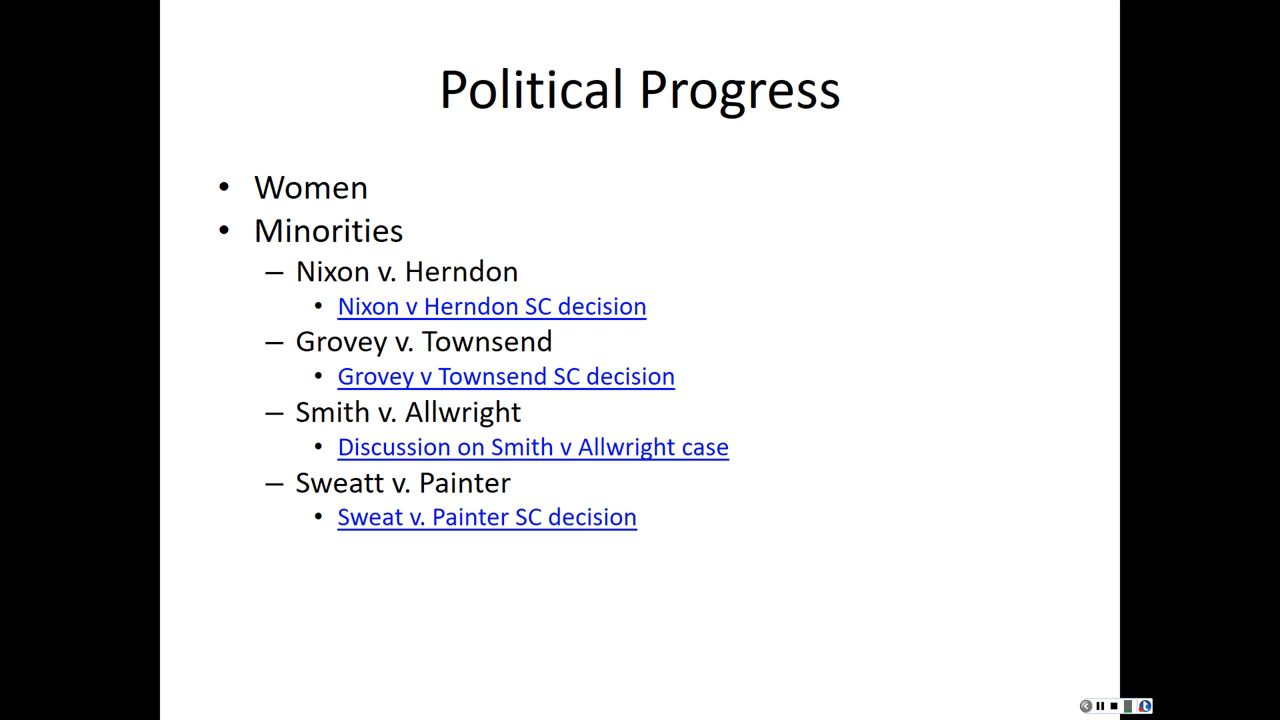 Political Progress
• Women
• Minorities
– Nixon v. Herndon
• Nixon v Herndon SC decision
– Grovey v. Townsend
• Grovey v Townsend SC decision
– Smith v. Allwright
• Discussion on Smith v Allwright case
– Sweatt v. Painter
• Sweat v. Painter SC decision